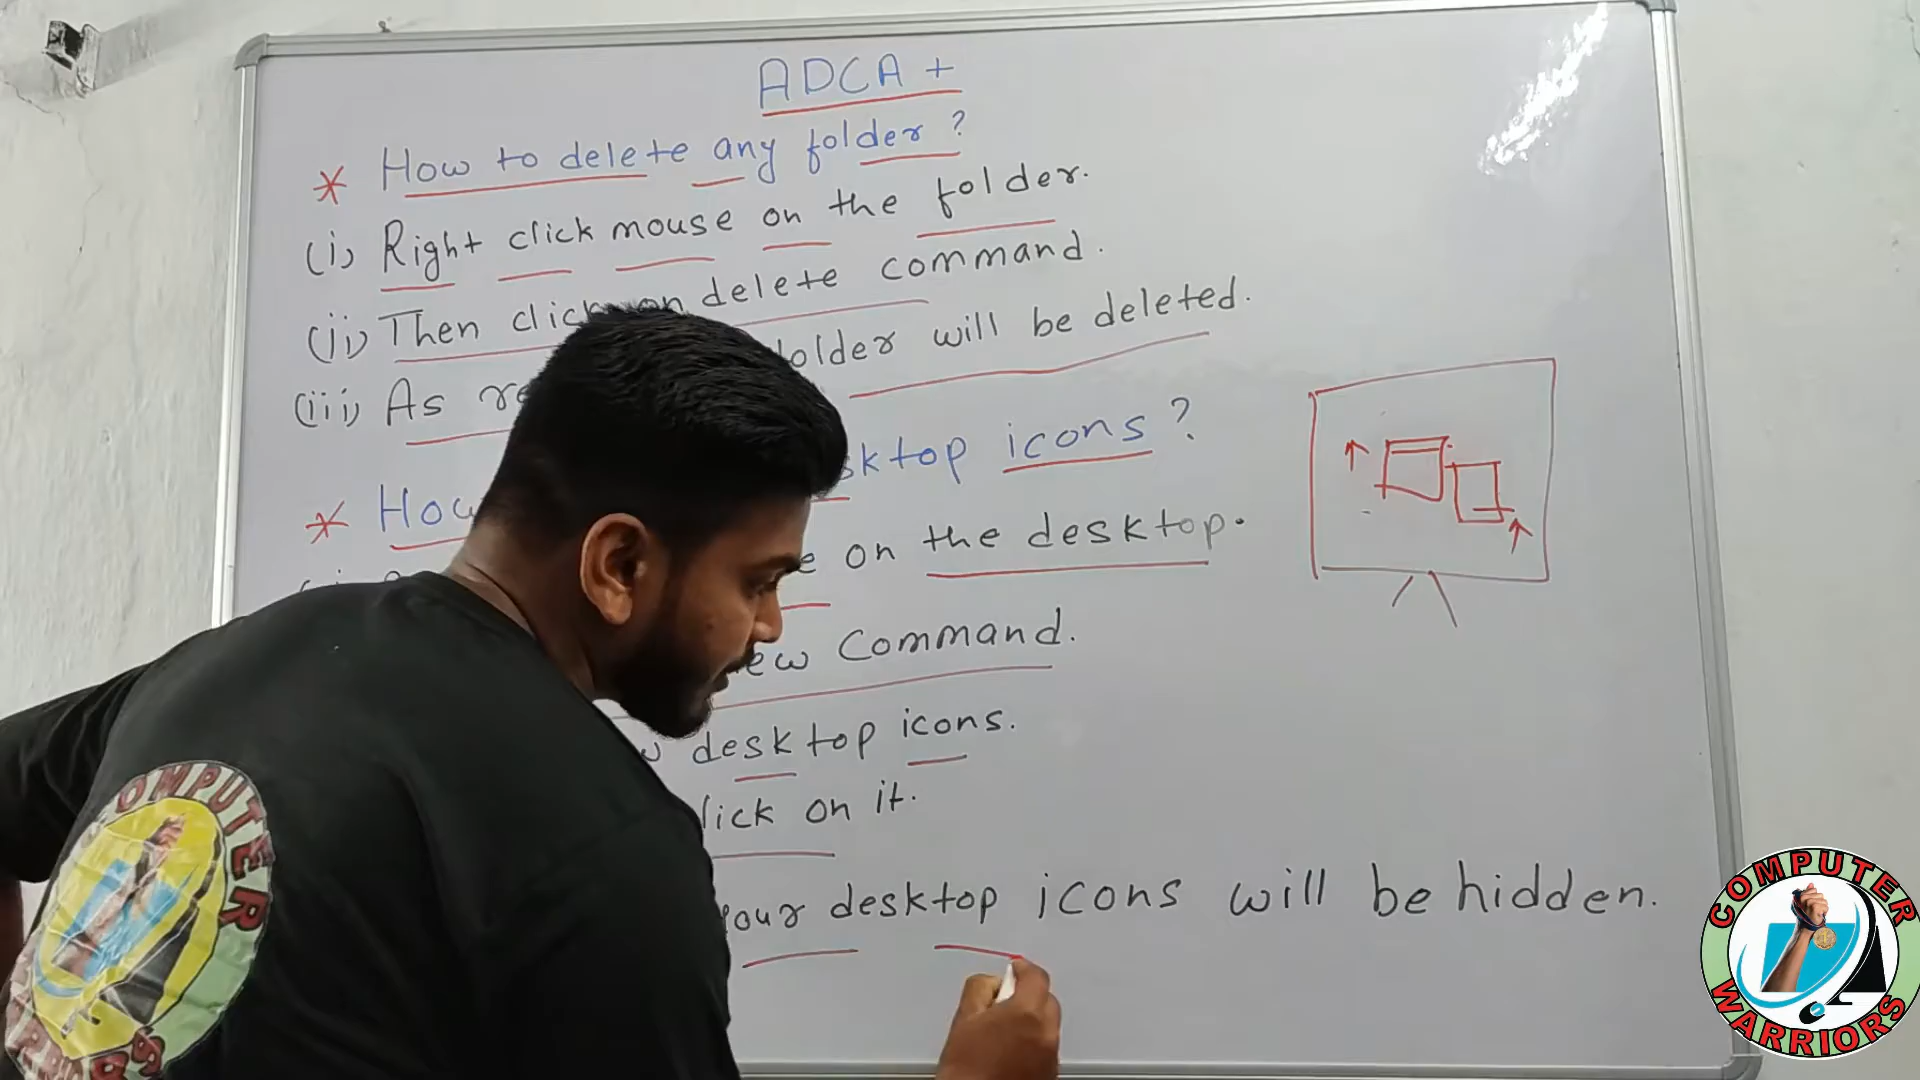 ADCA +
* How to delete any folder ?
(i) Right click mouse on the folder.
(ii) Then click on delete command.
(iii) As older will be deleted.
* How sktop icons ?
e on the desktop.
ew Command.
w desktop icons.
lick on it.
your desktop icons will be hidden.
COMPUTER
WARRIORS
COMPUTER